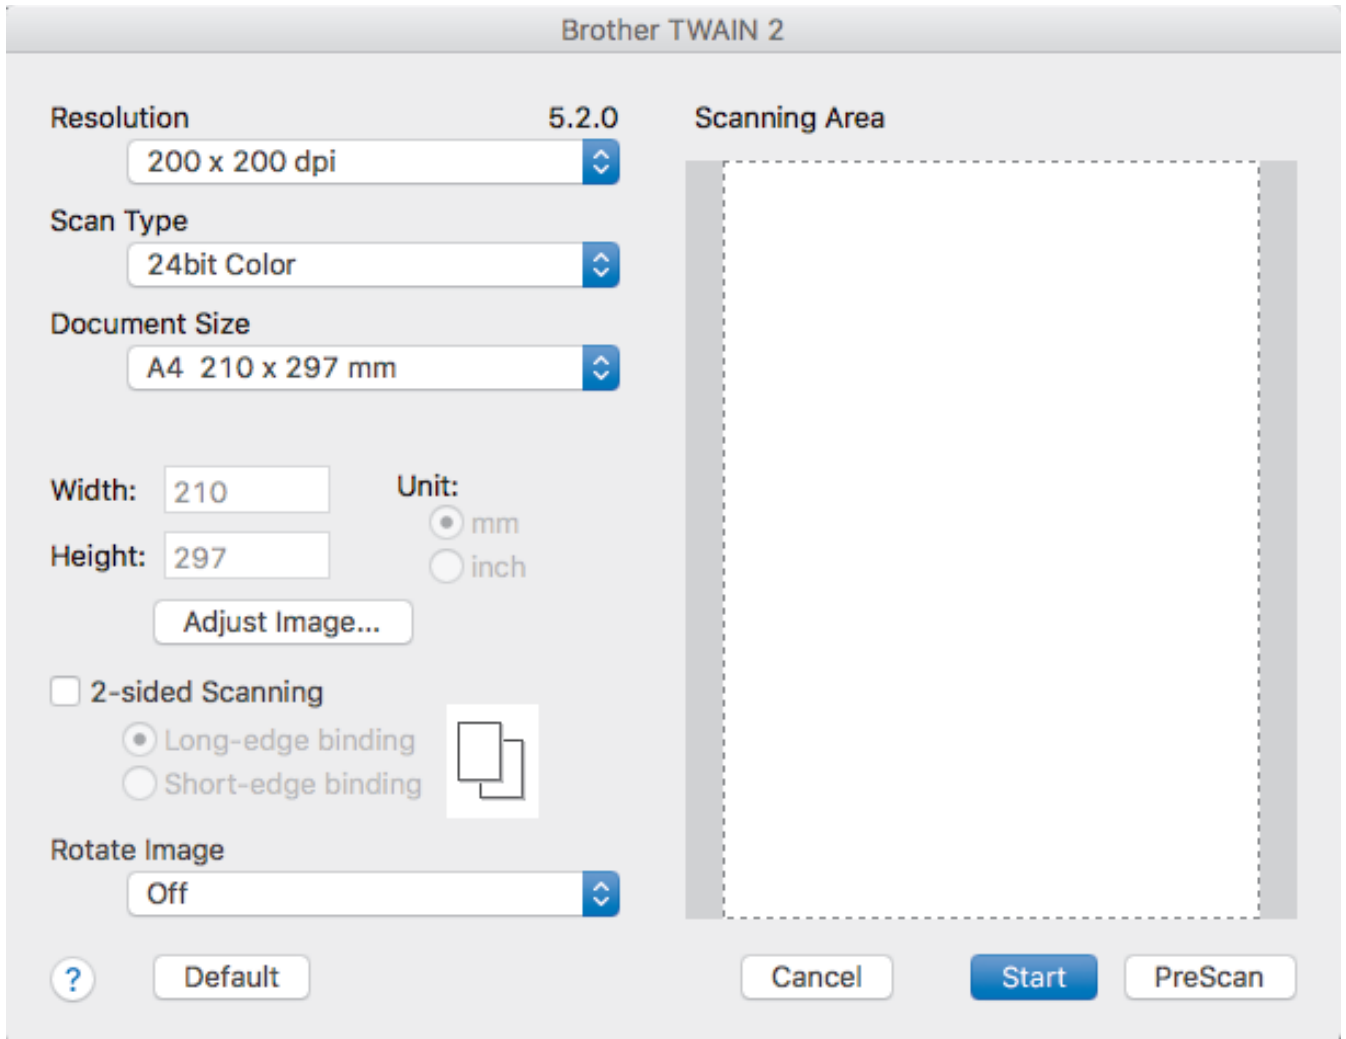 Brother TWAIN 2
Resolution 5.2.0
200 x 200 dpi
Scan Type
24bit Color
Document Size
A4 210 x 297 mm
Width: 210
Height: 297
Unit:
mm
inch
Adjust Image...
2-sided Scanning
Long-edge binding
Short-edge binding
Rotate Image
Off
? Default
Scanning Area
Cancel Start PreScan